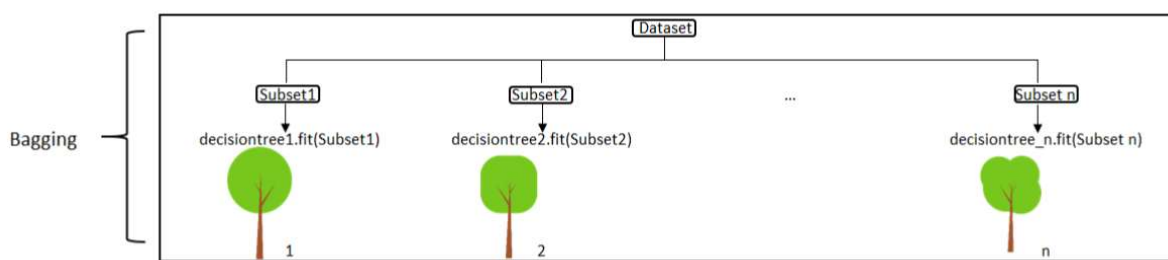 Dataset
Subset1 Subset2 ... Subset n
Bagging
decisiontree1.fit(Subset1) decisiontree2.fit(Subset2) decisiontree_n.fit(Subset n)
1 2 n